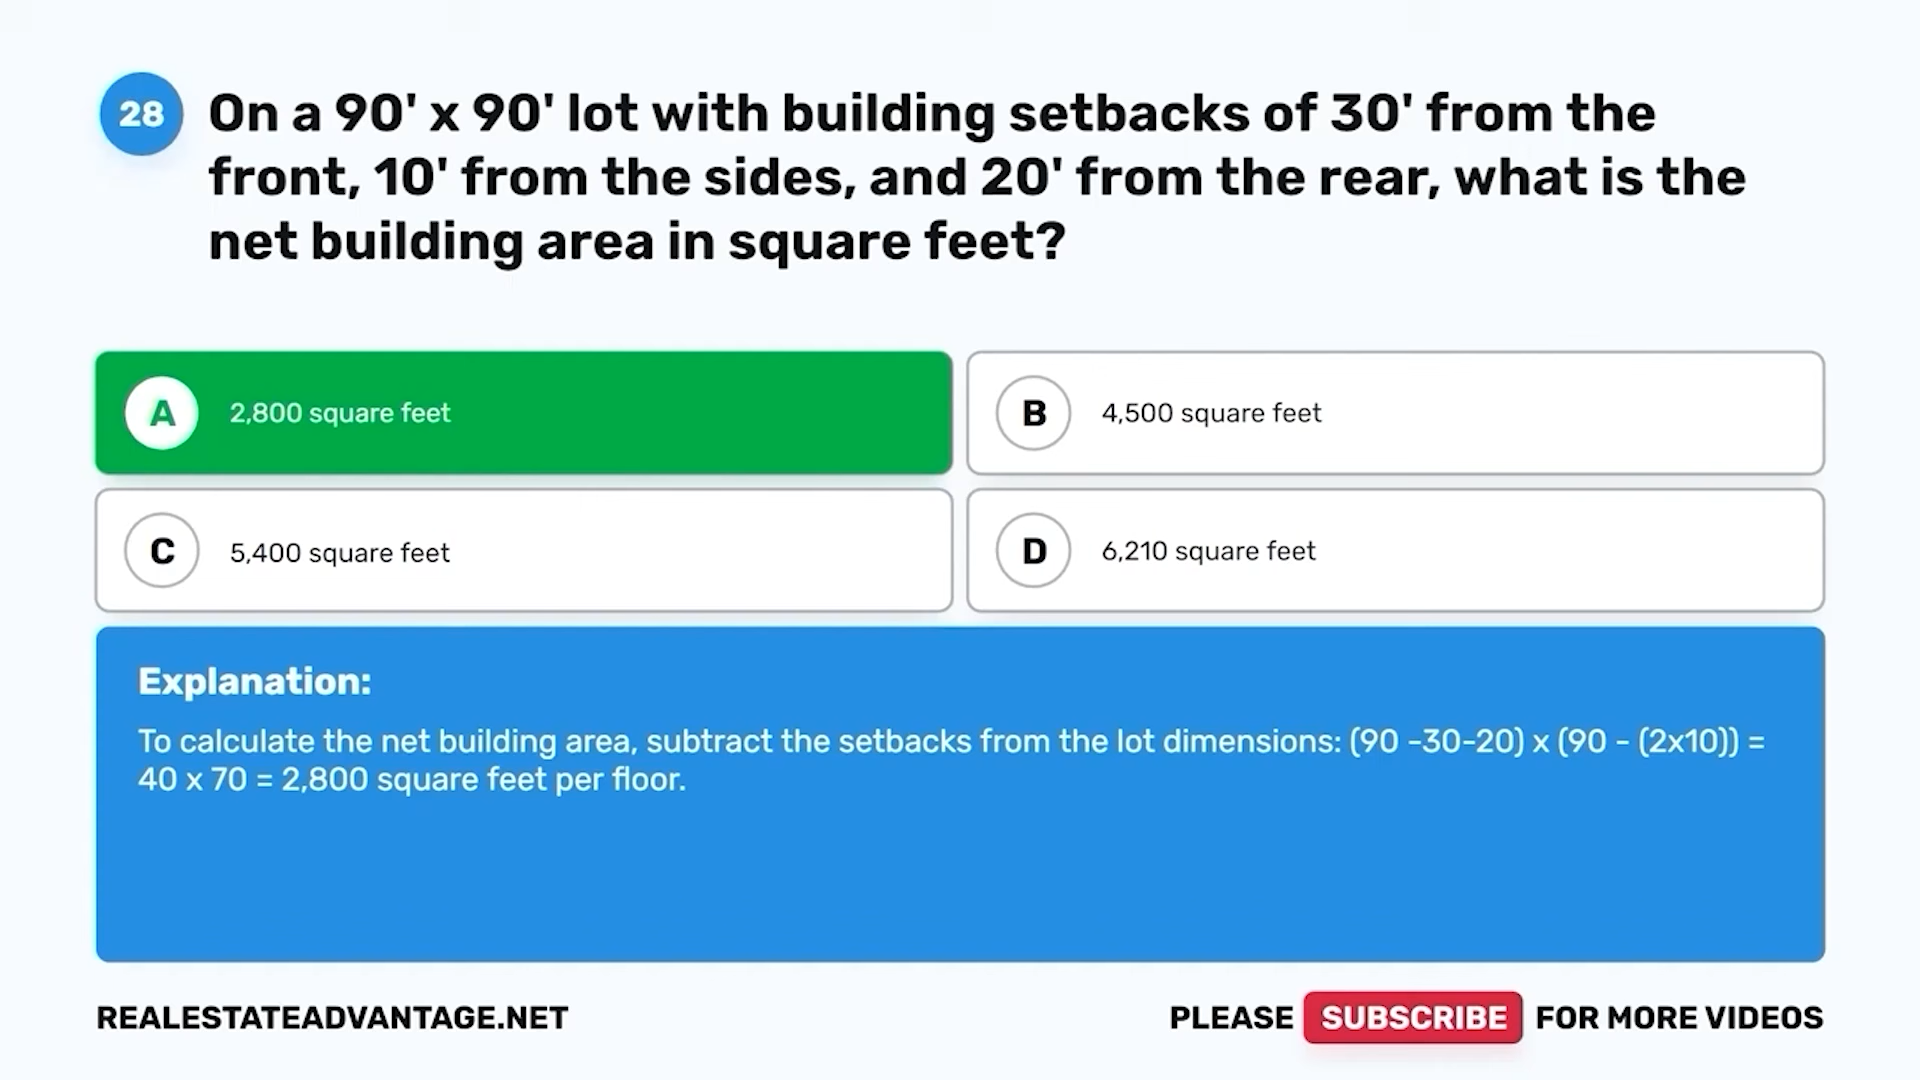 28
On a 90' x 90' lot with building setbacks of 30' from the
front, 10' from the sides, and 20' from the rear, what is the
net building area in square feet?
A 2,800 square feet
B 4,500 square feet
C 5,400 square feet
D 6,210 square feet
Explanation:
To calculate the net building area, subtract the setbacks from the lot dimensions: (90 -30-20) x (90 - (2x10)) =
40 x 70 = 2,800 square feet per floor.
REALESTATEADVANTAGE.NET
PLEASE SUBSCRIBE FOR MORE VIDEOS